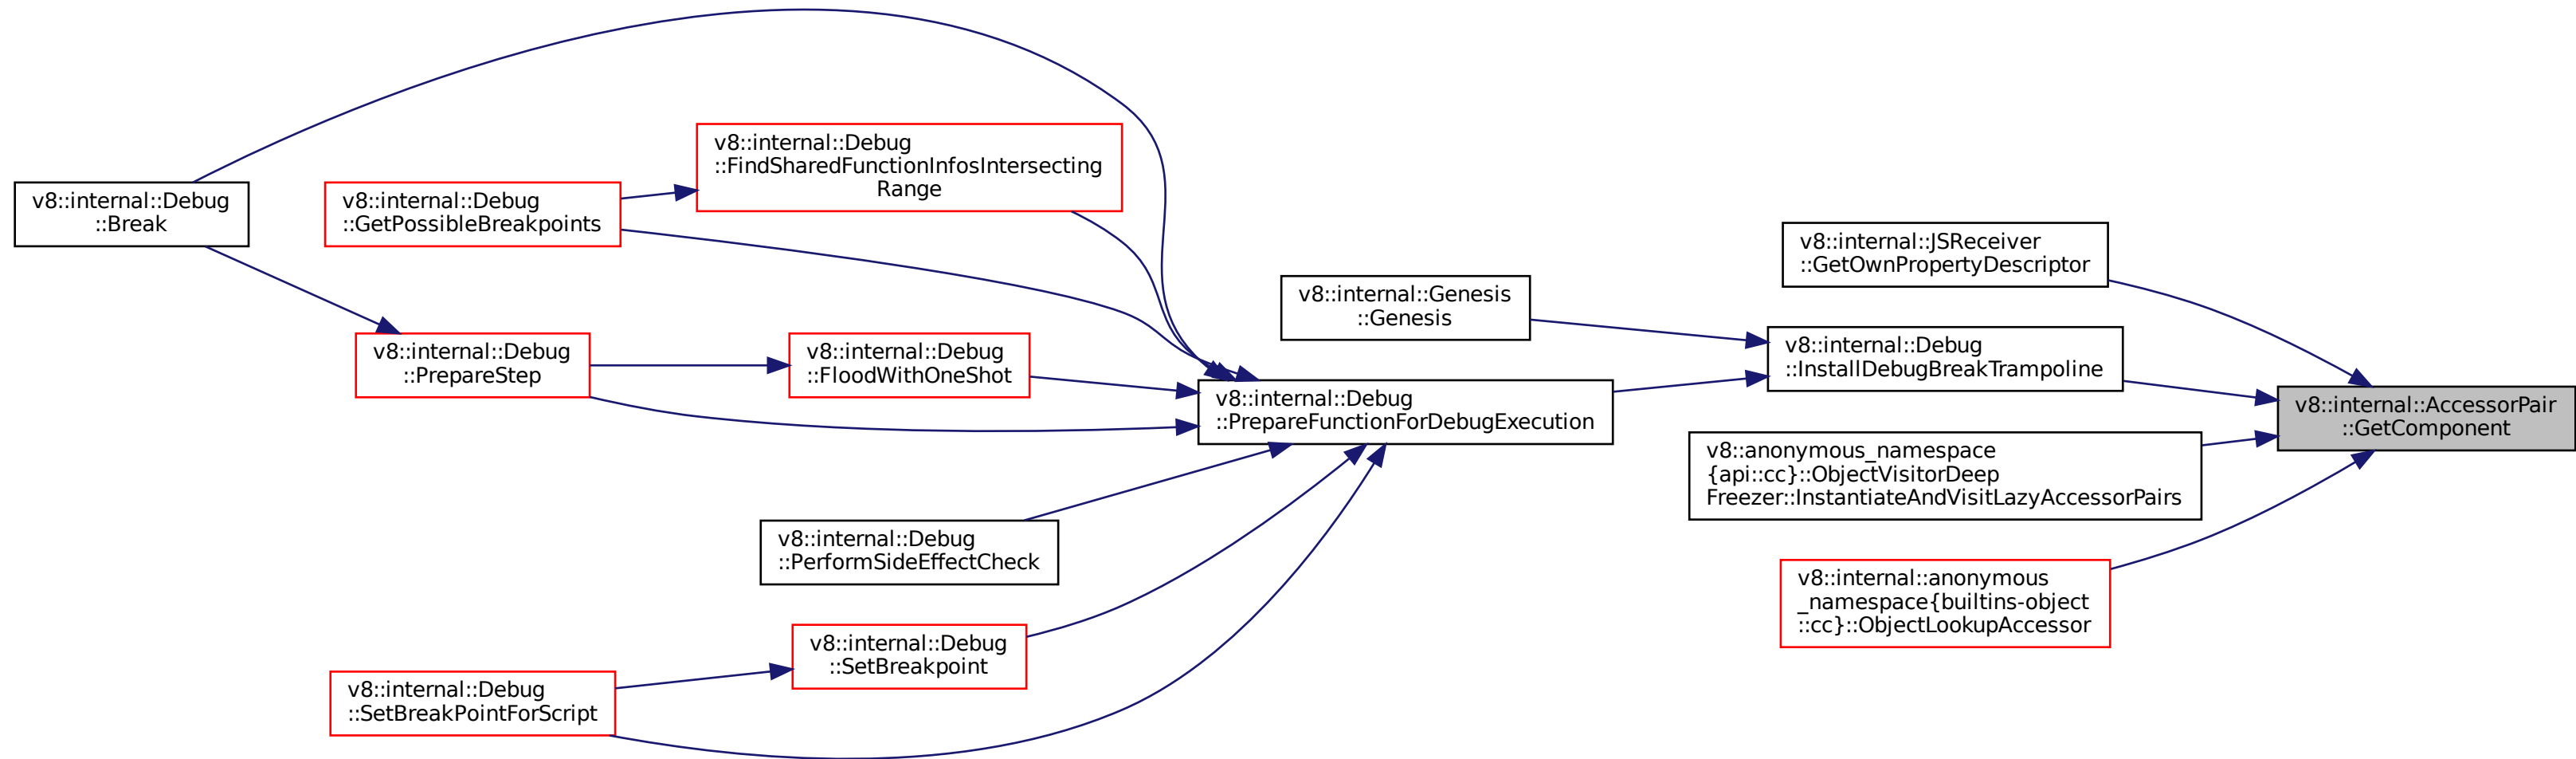 v8::internal::Debug
::FindSharedFunctionInfosIntersecting
Range
v8::internal::Debug
::Break
v8::internal::Debug
::GetPossibleBreakpoints
v8::internal::JSReceiver
::GetOwnPropertyDescriptor
v8::internal::Genesis
::Genesis
v8::internal::Debug
::InstallDebugBreakTrampoline
v8::internal::Debug
::PrepareStep
v8::internal::Debug
::FloodWithOneShot
v8::internal::Debug
::PrepareFunctionForDebugExecution
v8::internal::AccessorPair
::GetComponent
v8::anonymous_namespace
{api::cc}::ObjectVisitorDeep
Freezer::InstantiateAndVisitLazyAccessorPairs
v8::internal::Debug
::PerformSideEffectCheck
v8::internal::anonymous
_namespace{builtins-object
::cc}::ObjectLookupAccessor
v8::internal::Debug
::SetBreakpoint
v8::internal::Debug
::SetBreakPointForScript